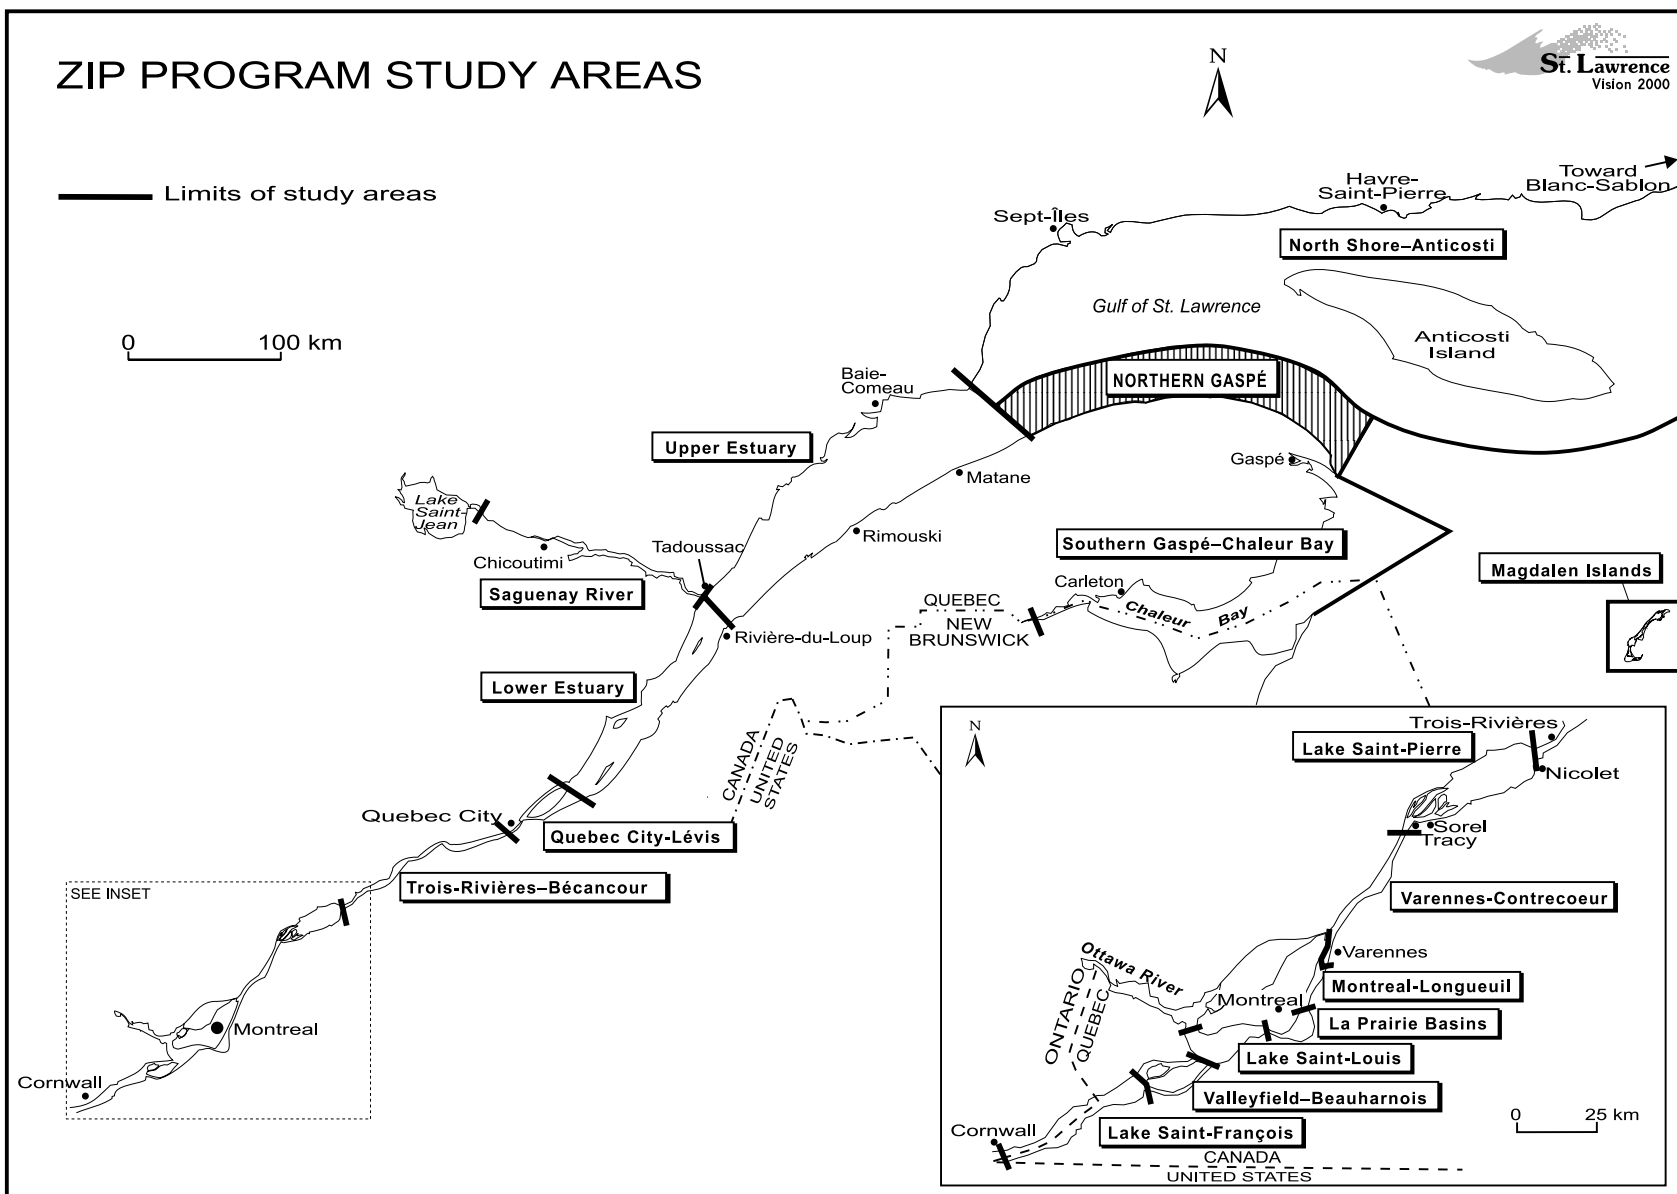 ZIP PROGRAM STUDY AREAS
N
St. Lawrence
Vision 2000
Limits of study areas
0 100 km
Toward
Blanc-Sablon
Havre-
Saint-Pierre
Sept-Îles
North Shore–Anticosti
Gulf of St. Lawrence
Anticosti
Island
NORTHERN GASPÉ
Baie-
Comeau
Upper Estuary
Gaspé
Matane
Lake
Saint-
Jean
Rimouski
Southern Gaspé–Chaleur Bay
Tadoussac
Chicoutimi
Saguenay River
Carleton
Magdalen Islands
QUEBEC
NEW
BRUNSWICK
Chaleur Bay
Rivière-du-Loup
Lower Estuary
CANADA
UNITED
STATES
Quebec City
Quebec City-Lévis
Trois-Rivières–Bécancour
SEE INSET
Montreal
Cornwall
N
Trois-Rivières
Lake Saint-Pierre
Nicolet
Sorel
Tracy
Varennes-Contrecoeur
Ottawa River
Varennes
Montreal-Longueuil
Montreal
ONTARIO
QUEBEC
La Prairie Basins
Lake Saint-Louis
Valleyfield–Beauharnois
0 25 km
Cornwall
Lake Saint-François
CANADA
UNITED STATES